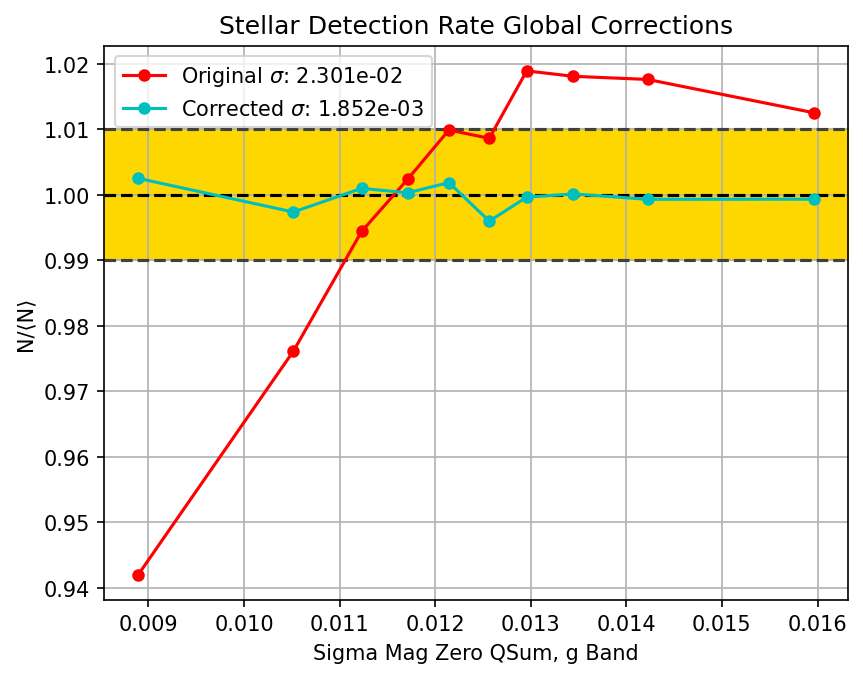 Stellar Detection Rate Global Corrections
Original σ: 2.301e-02
Corrected σ: 1.852e-03
1.02
1.01
1.00
0.99
0.98
0.97
0.96
0.95
0.94
N/⟨N⟩
0.009 0.010 0.011 0.012 0.013 0.014 0.015 0.016
Sigma Mag Zero QSum, g Band